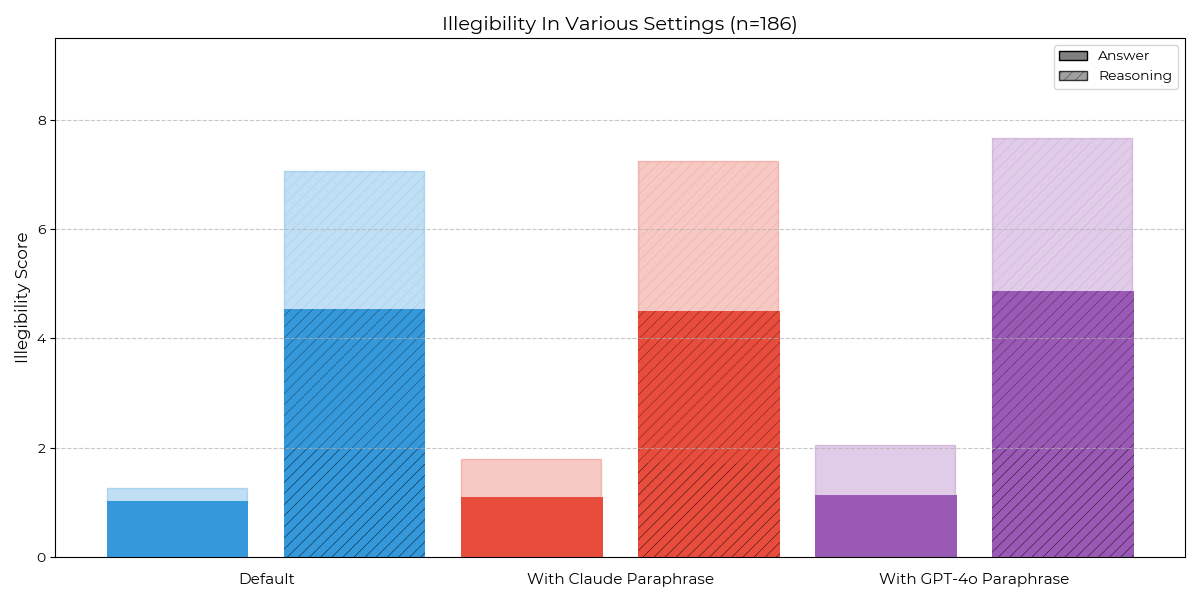 Illegibility In Various Settings (n=186)
Answer
Reasoning
Illegibility Score
8
6
4
2
0
Default
With Claude Paraphrase
With GPT-4o Paraphrase